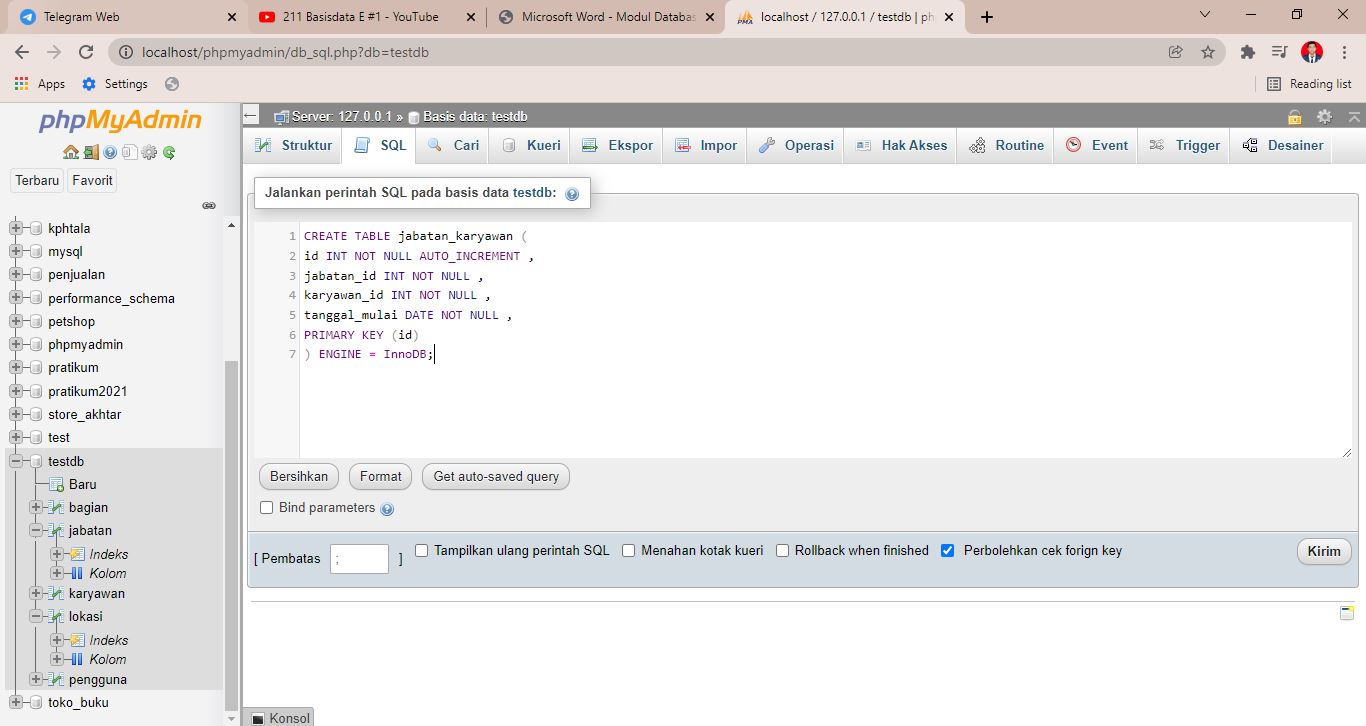 Telegram Web
211 Basisdata E #1 - YouTube
Microsoft Word - Modul Databas
localhost / 127.0.0.1 / testdb | ph
localhost/phpmyadmin/db_sql.php?db=testdb
Apps
Settings
Reading list
phpMyAdmin
Terbaru
Favorit
kphtala
mysql
penjualan
performance_schema
petshop
phpmyadmin
pratikum
pratikum2021
store_akhtar
test
testdb
Baru
bagian
jabatan
Indeks
Kolom
karyawan
lokasi
Indeks
Kolom
pengguna
toko_buku
Server: 127.0.0.1 » Basis data: testdb
Struktur
SQL
Cari
Kueri
Ekspor
Impor
Operasi
Hak Akses
Routine
Event
Trigger
Desainer
Jalankan perintah SQL pada basis data testdb:
1 CREATE TABLE jabatan_karyawan (
2 id INT NOT NULL AUTO_INCREMENT ,
3 jabatan_id INT NOT NULL ,
4 karyawan_id INT NOT NULL ,
5 tanggal_mulai DATE NOT NULL ,
6 PRIMARY KEY (id)
7 ) ENGINE = InnoDB;
Bersihkan
Format
Get auto-saved query
Bind parameters
[ Pembatas ; ]
Tampilkan ulang perintah SQL
Menahan kotak kueri
Rollback when finished
Perbolehkan cek forign key
Kirim
Konsol